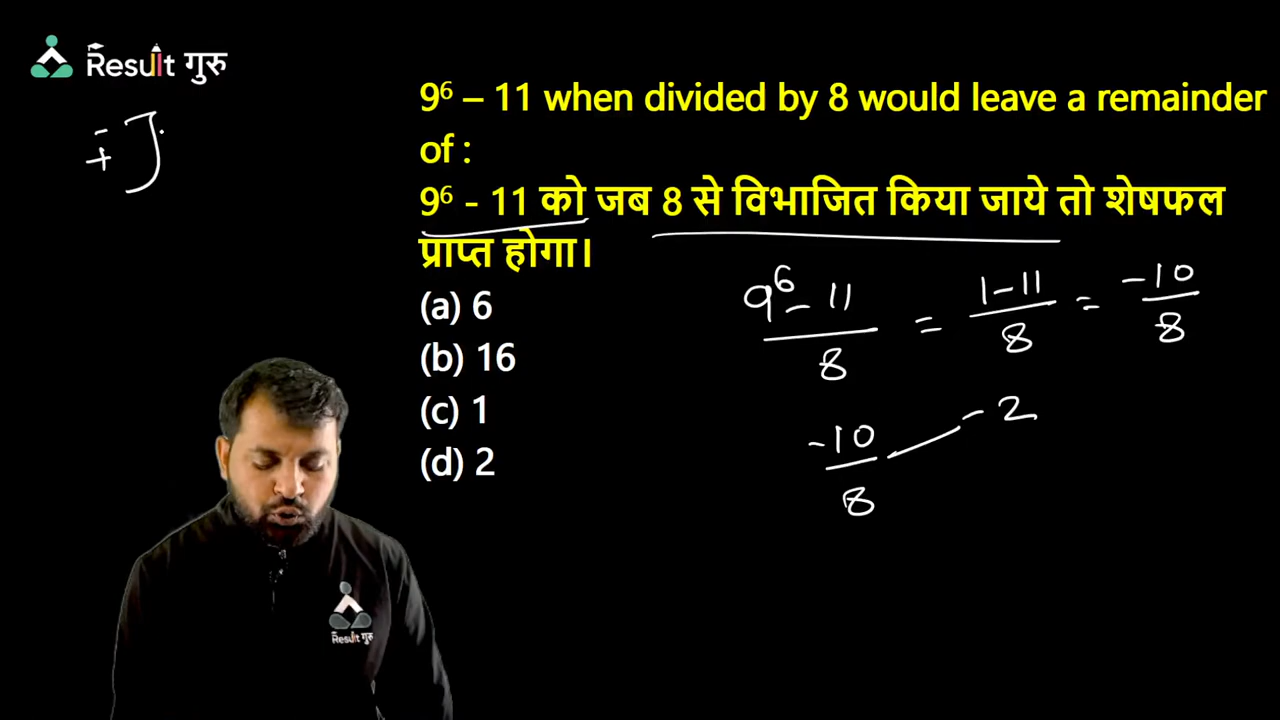 Result गुरु
9⁶ – 11 when divided by 8 would leave a remainder
of :
9⁶ - 11 को जब 8 से विभाजित किया जाये तो शेषफल
प्राप्त होगा।
(a) 6
(b) 16
(c) 1
(d) 2
9⁶ - 11 / 8 = 1 - 11 / 8 = -10 / 8
-10 / 8 - 2
Result गुरु